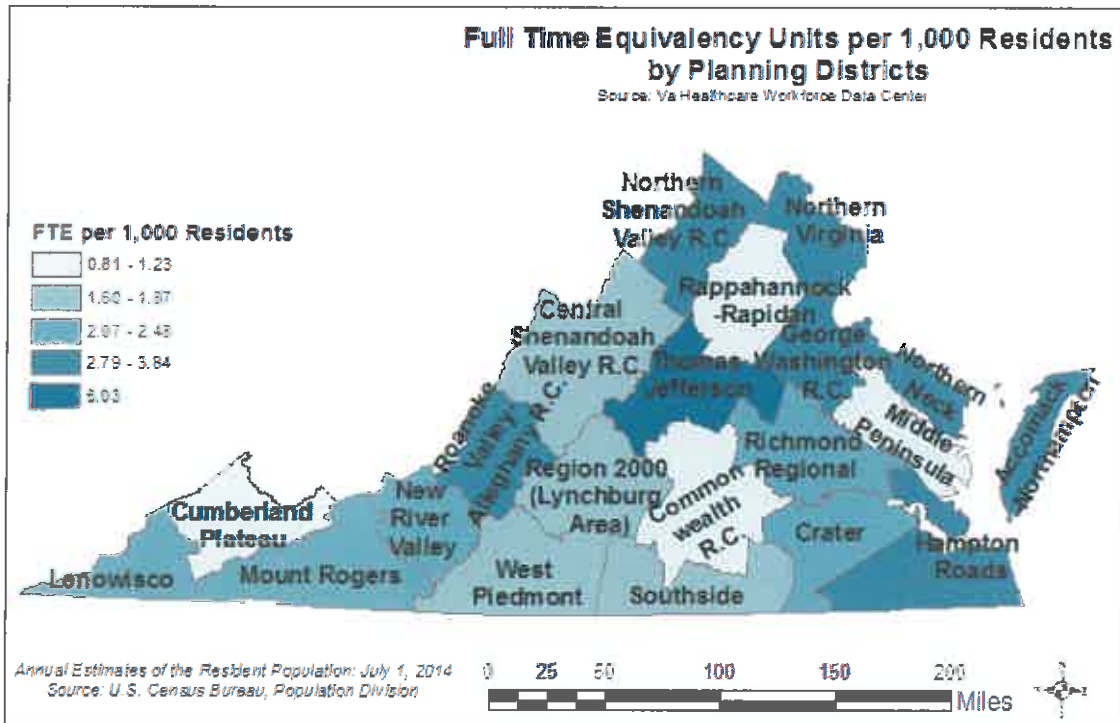 Full Time Equivalency Units per 1,000 Residents
by Planning Districts
Source: Va Healthcare Workforce Data Center
FTE per 1,000 Residents
0.81 - 1.23
2.79 - 3.84
Northern
Shenandoah
Valley R.C.
Northern
Virginia
Rappahannock
-Rapidan
Central
Shenandoah
Valley R.C.
Thomas
Jefferson
George
Washington
R.C.
Northern
Neck
Middle
Peninsula
Accomack
Northampton
Roanoke
Valley
Alleghany R.C.
Region 2000
(Lynchburg
Area)
Richmond
Regional
Common
wealth
R.C.
Cumberland
Plateau
New
River
Valley
Crater
Hampton
Roads
Lenowisco
Mount Rogers
West
Piedmont
Southside
Annual Estimates of the Resident Population: July 1, 2014
Source: U.S. Census Bureau, Population Division
0 25 50 100 150 200
Miles